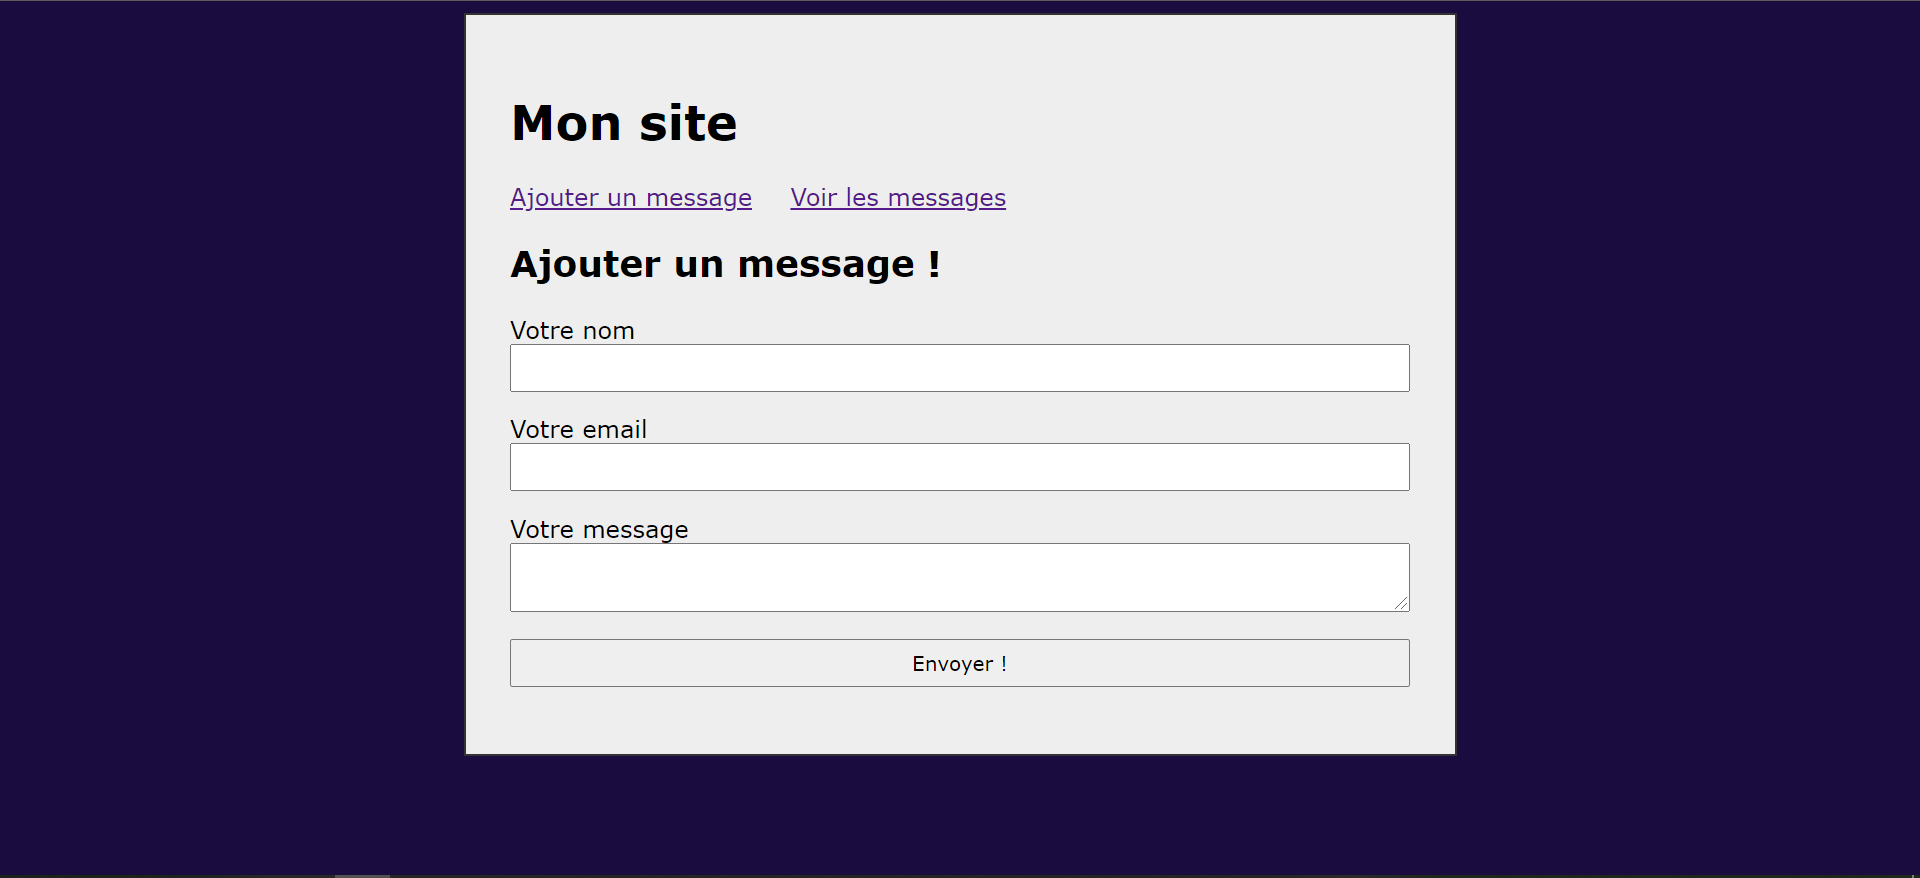 Mon site
Ajouter un message Voir les messages
Ajouter un message !
Votre nom
Votre email
Votre message
Envoyer !